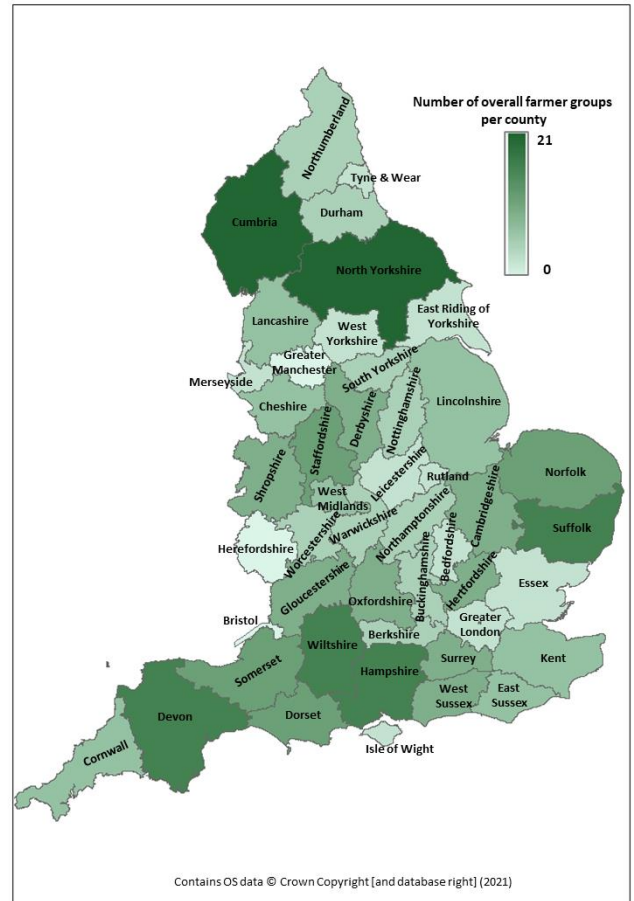 Number of overall farmer groups
per county
21
0
Northumberland
Tyne & Wear
Durham
Cumbria
North Yorkshire
East Riding of
Yorkshire
Lancashire
West
Yorkshire
Greater
Manchester
Merseyside
South Yorkshire
Cheshire
Derbyshire
Nottinghamshire
Lincolnshire
Staffordshire
Shropshire
Leicestershire
Rutland
Norfolk
West
Midlands
Cambridgeshire
Suffolk
Herefordshire
Worcestershire
Warwickshire
Northamptonshire
Bedfordshire
Buckinghamshire
Hertfordshire
Essex
Gloucestershire
Oxfordshire
Greater
London
Bristol
Wiltshire
Berkshire
Somerset
Hampshire
Surrey
Kent
Devon
Dorset
West
Sussex
East
Sussex
Cornwall
Isle of Wight
Contains OS data © Crown Copyright [and database right] (2021)